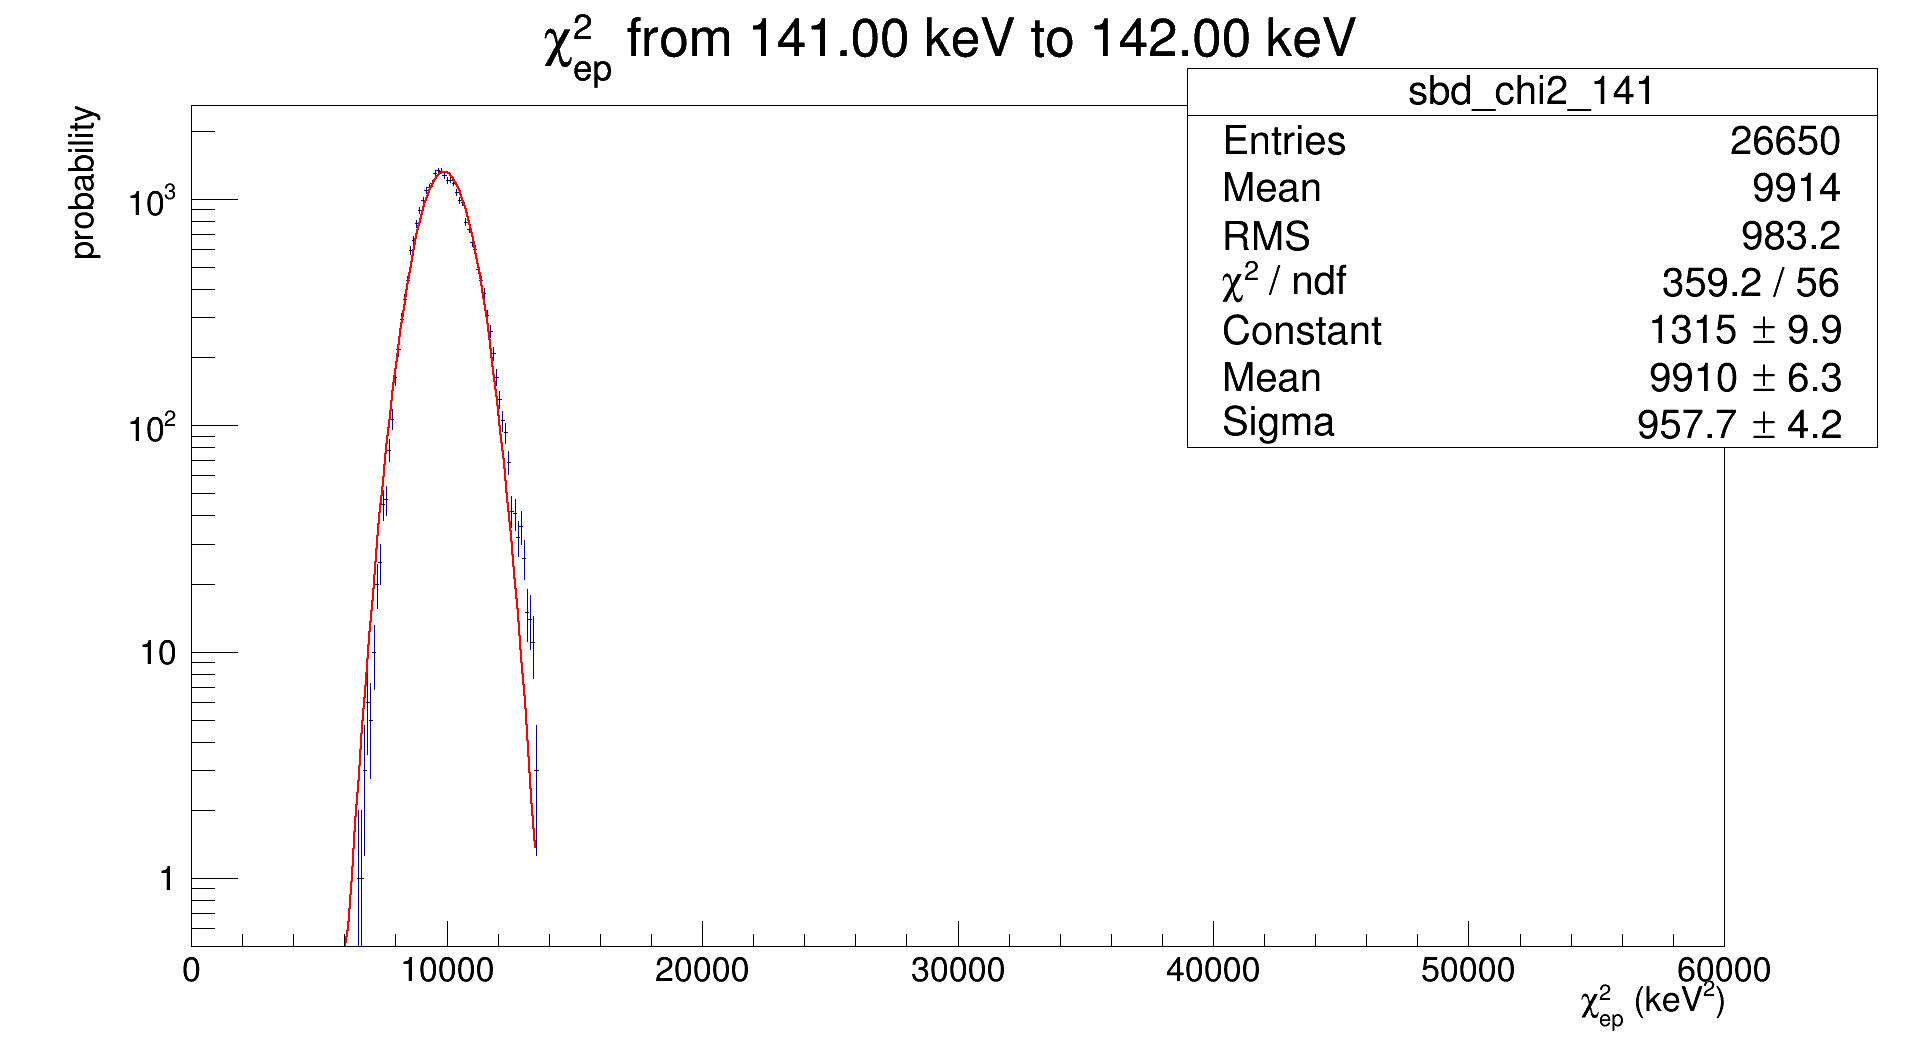 χ²ep from 141.00 keV to 142.00 keV
sbd_chi2_141
Entries 26650
Mean 9914
RMS 983.2
χ² / ndf 359.2 / 56
Constant 1315 ± 9.9
Mean 9910 ± 6.3
Sigma 957.7 ± 4.2
probability
10³
10²
10
1
0 10000 20000 30000 40000 50000 60000
χ²ep (keV²)